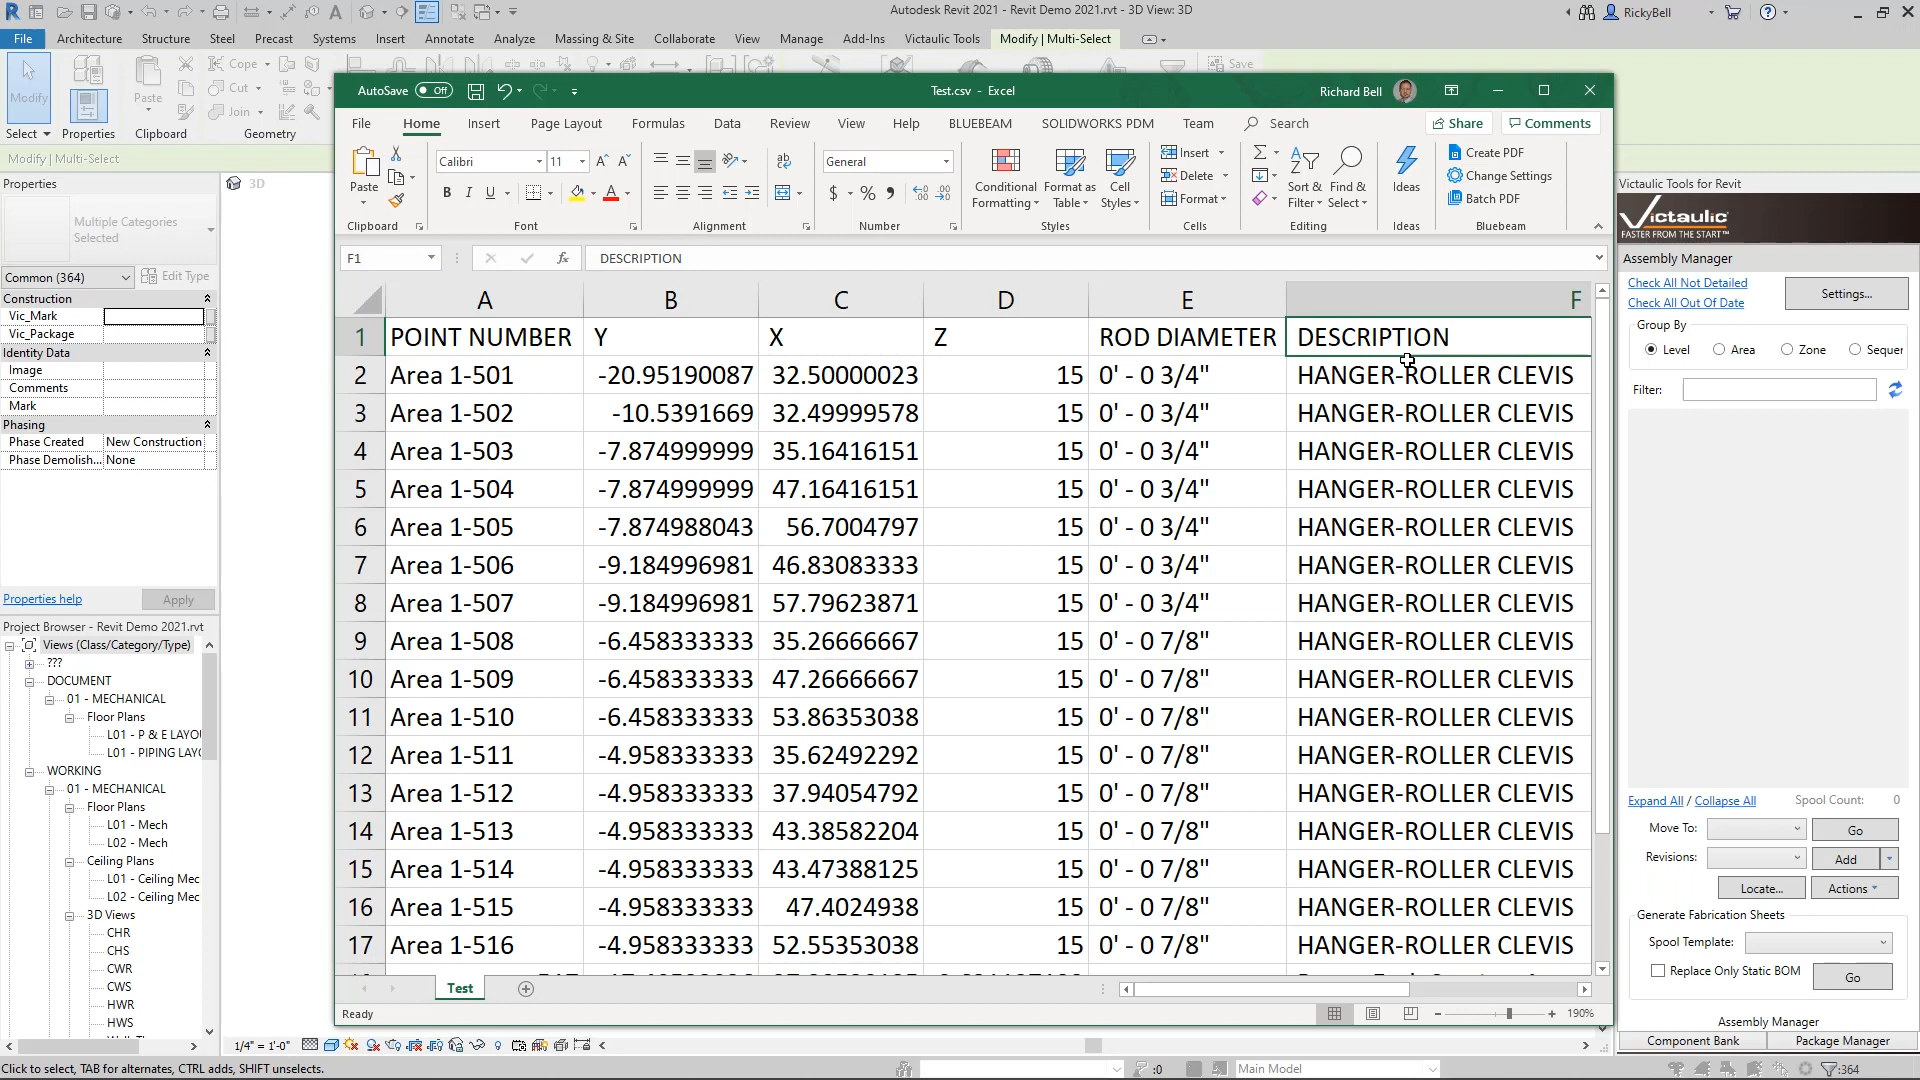 Autodesk Revit 2021 - Revit Demo 2021.rvt - 3D View: 3D
RickyBell
File Architecture Structure Steel Precast Systems Insert Annotate Analyze Massing & Site Collaborate View Manage Add-Ins Victaulic Tools Modify | Multi-Select
Modify
Paste
Cope
Cut
Join
Save
Select Properties Clipboard Geometry
Modify | Multi-Select
Properties
Multiple Categories
Selected
Common (364) Edit Type
Construction
Vic_Mark
Vic_Package
Identity Data
Image
Comments
Mark
Phasing
Phase Created New Construction
Phase Demolish... None
Properties help Apply
Project Browser - Revit Demo 2021.rvt
Views (Class/Category/Type)
???
DOCUMENT
01 - MECHANICAL
Floor Plans
L01 - P & E LAYOU
L01 - PIPING LAYO
WORKING
01 - MECHANICAL
Floor Plans
L01 - Mech
L02 - Mech
Ceiling Plans
L01 - Ceiling Mec
L02 - Ceiling Mec
3D Views
CHR
CHS
CWR
CWS
HWR
HWS
3D
AutoSave Off
Test.csv - Excel
Richard Bell
File Home Insert Page Layout Formulas Data Review View Help BLUEBEAM SOLIDWORKS PDM Team Search Share Comments
Paste
Calibri 11
B I U
General
$ %
Conditional Formatting
Format as Table
Cell Styles
Insert
Delete
Format
Sort & Filter
Find & Select
Ideas
Create PDF
Change Settings
Batch PDF
Clipboard Font Alignment Number Styles Cells Editing Ideas Bluebeam
F1 fx DESCRIPTION
A B C D E F
1 POINT NUMBER Y X Z ROD DIAMETER DESCRIPTION
2 Area 1-501 -20.95190087 32.50000023 15 0' - 0 3/4" HANGER-ROLLER CLEVIS
3 Area 1-502 -10.5391669 32.49999578 15 0' - 0 3/4" HANGER-ROLLER CLEVIS
4 Area 1-503 -7.874999999 35.16416151 15 0' - 0 3/4" HANGER-ROLLER CLEVIS
5 Area 1-504 -7.874999999 47.16416151 15 0' - 0 3/4" HANGER-ROLLER CLEVIS
6 Area 1-505 -7.874988043 56.7004797 15 0' - 0 3/4" HANGER-ROLLER CLEVIS
7 Area 1-506 -9.184996981 46.83083333 15 0' - 0 3/4" HANGER-ROLLER CLEVIS
8 Area 1-507 -9.184996981 57.79623871 15 0' - 0 3/4" HANGER-ROLLER CLEVIS
9 Area 1-508 -6.458333333 35.26666667 15 0' - 0 7/8" HANGER-ROLLER CLEVIS
10 Area 1-509 -6.458333333 47.26666667 15 0' - 0 7/8" HANGER-ROLLER CLEVIS
11 Area 1-510 -6.458333333 53.86353038 15 0' - 0 7/8" HANGER-ROLLER CLEVIS
12 Area 1-511 -4.958333333 35.62492292 15 0' - 0 7/8" HANGER-ROLLER CLEVIS
13 Area 1-512 -4.958333333 37.94054792 15 0' - 0 7/8" HANGER-ROLLER CLEVIS
14 Area 1-513 -4.958333333 43.38582204 15 0' - 0 7/8" HANGER-ROLLER CLEVIS
15 Area 1-514 -4.958333333 43.47388125 15 0' - 0 7/8" HANGER-ROLLER CLEVIS
16 Area 1-515 -4.958333333 47.4024938 15 0' - 0 7/8" HANGER-ROLLER CLEVIS
17 Area 1-516 -4.958333333 52.55353038 15 0' - 0 7/8" HANGER-ROLLER CLEVIS
Test
Ready 190%
Victaulic Tools for Revit
Victaulic
FASTER FROM THE START™
Assembly Manager
Check All Not Detailed
Check All Out Of Date
Settings...
Group By
Level Area Zone Sequer
Filter:
Expand All / Collapse All Spool Count: 0
Move To: Go
Revisions: Add
Locate... Actions
Generate Fabrication Sheets
Spool Template:
Replace Only Static BOM Go
Assembly Manager
Component Bank Package Manager
1/4" = 1'-0"
Click to select, TAB for alternates, CTRL adds, SHIFT unselects.
:0
Main Model
:364